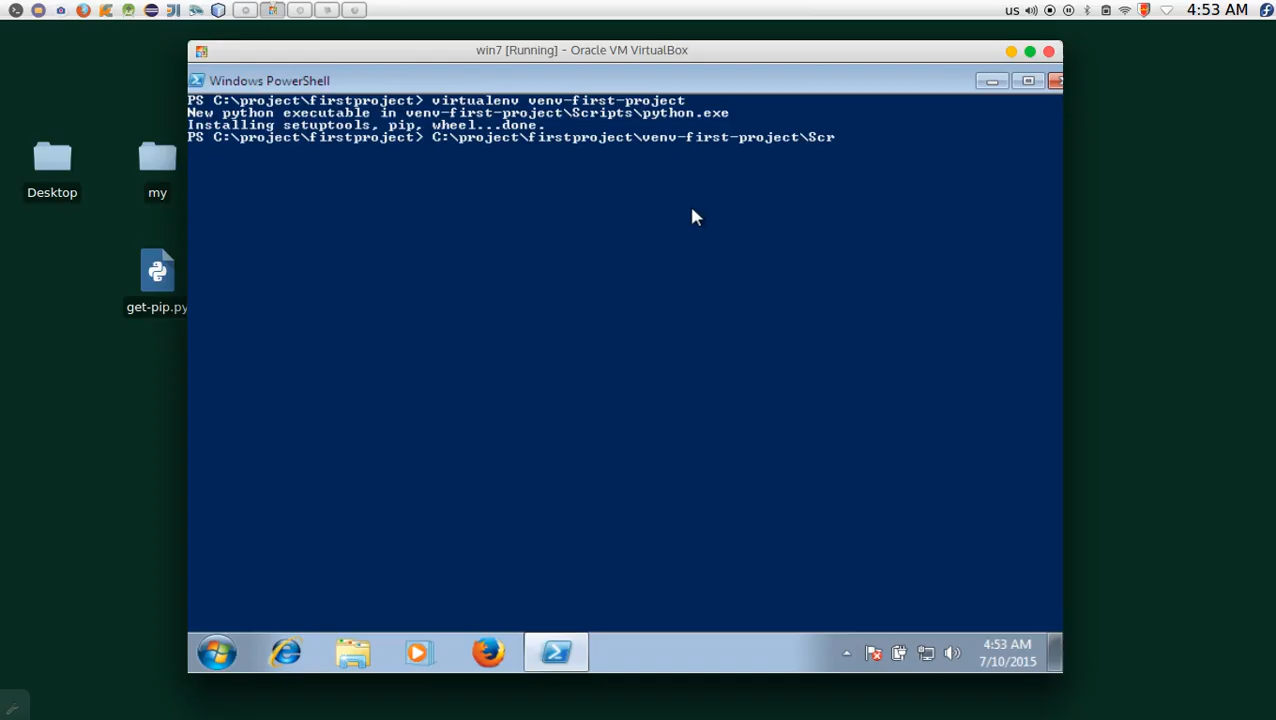 us
4:53 AM
win7 [Running] - Oracle VM VirtualBox
Windows PowerShell
PS C:\project\firstproject> virtualenv venv-first-project
New python executable in venv-first-project\Scripts\python.exe
Installing setuptools, pip, wheel...done.
PS C:\project\firstproject> C:\project\firstproject\venv-first-project\Scr
Desktop
my
get-pip.py
4:53 AM
7/10/2015